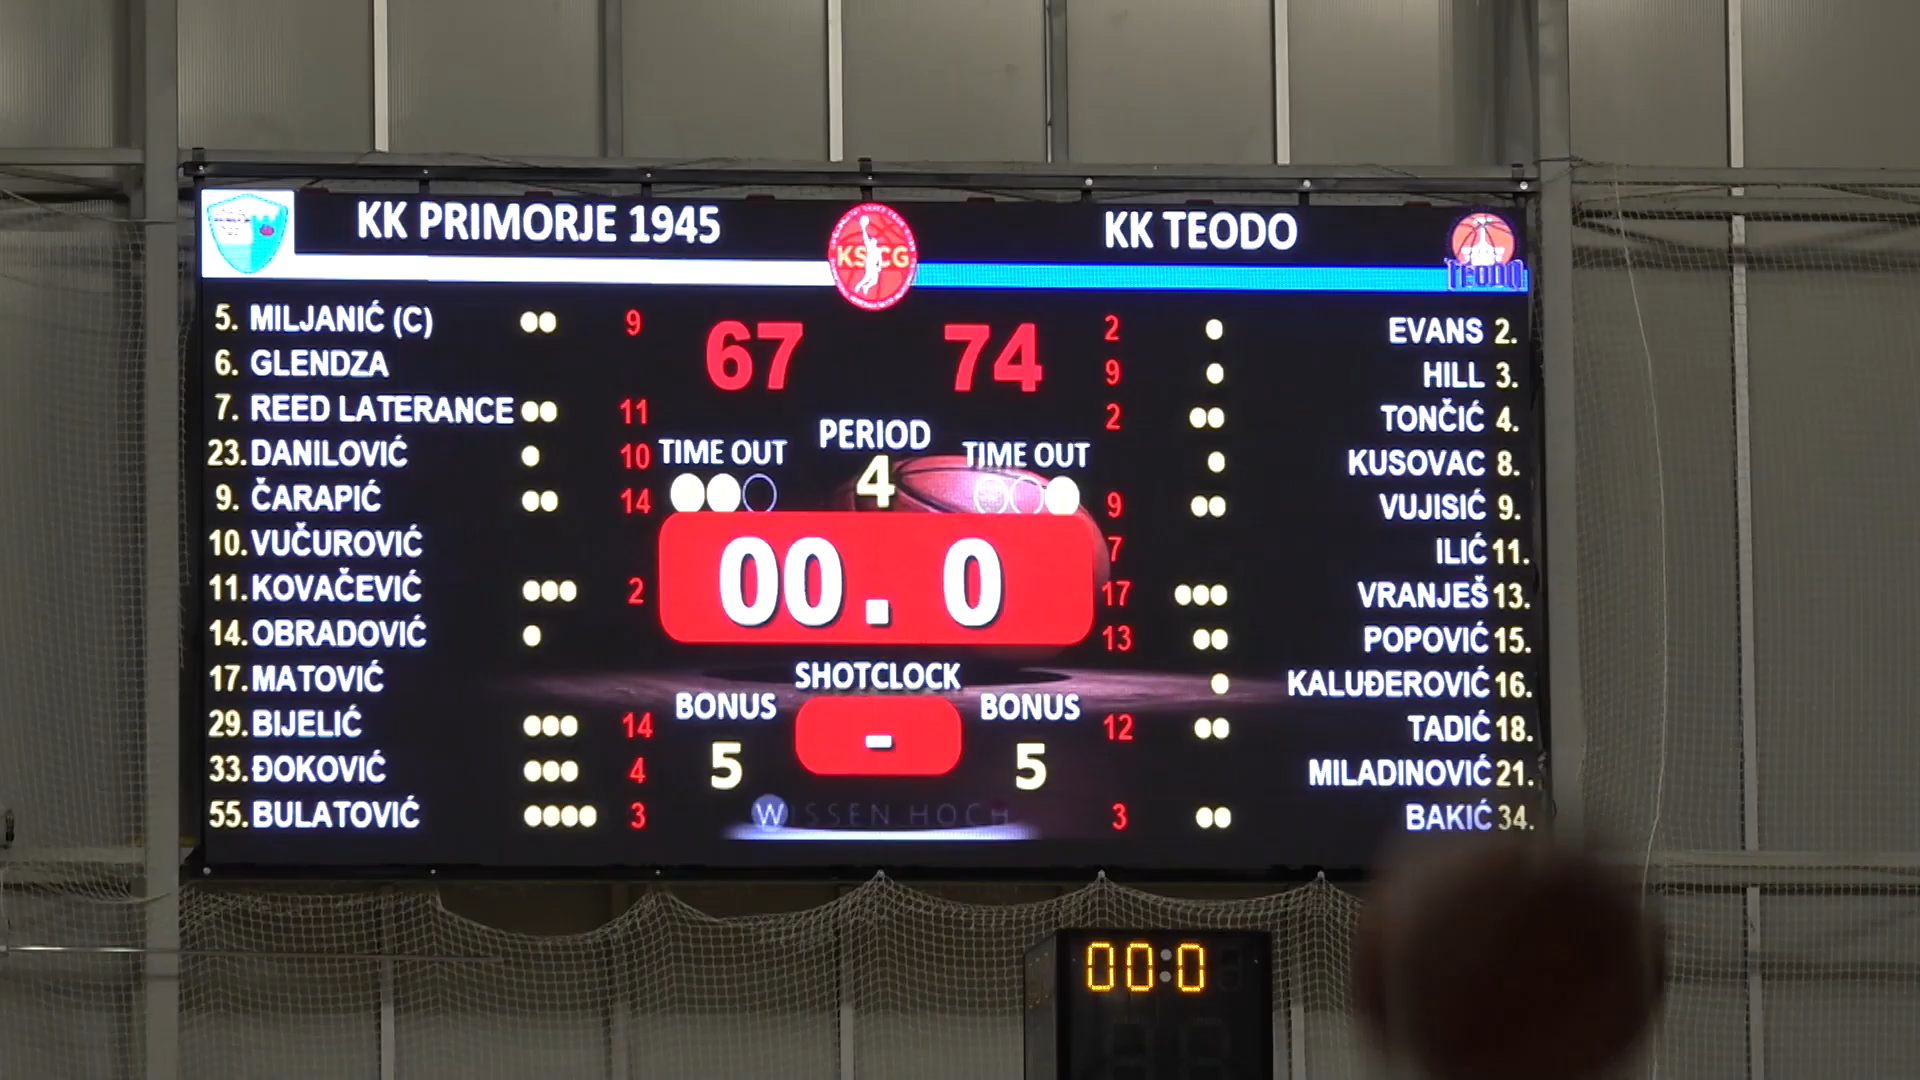 KK PRIMORJE 1945
KSCG
KK TEODO
TEODO
5. MILJANIĆ (C) 9
6. GLENDZA
7. REED LATERANCE 11
23. DANILOVIĆ 10
9. ČARAPIĆ 14
10. VUČUROVIĆ
11. KOVAČEVIĆ 2
14. OBRADOVIĆ
17. MATOVIĆ
29. BIJELIĆ 14
33. ĐOKOVIĆ 4
55. BULATOVIĆ 3
67 74
PERIOD
TIME OUT 4 TIME OUT
00. 0
SHOTCLOCK
BONUS - BONUS
5 5
WISSEN HOCH
2 EVANS 2.
9 HILL 3.
2 TONČIĆ 4.
KUSOVAC 8.
9 VUJISIĆ 9.
7 ILIĆ 11.
17 VRANJEŠ 13.
13 POPOVIĆ 15.
KALUĐEROVIĆ 16.
12 TADIĆ 18.
MILADINOVIĆ 21.
3 BAKIĆ 34.
00:0